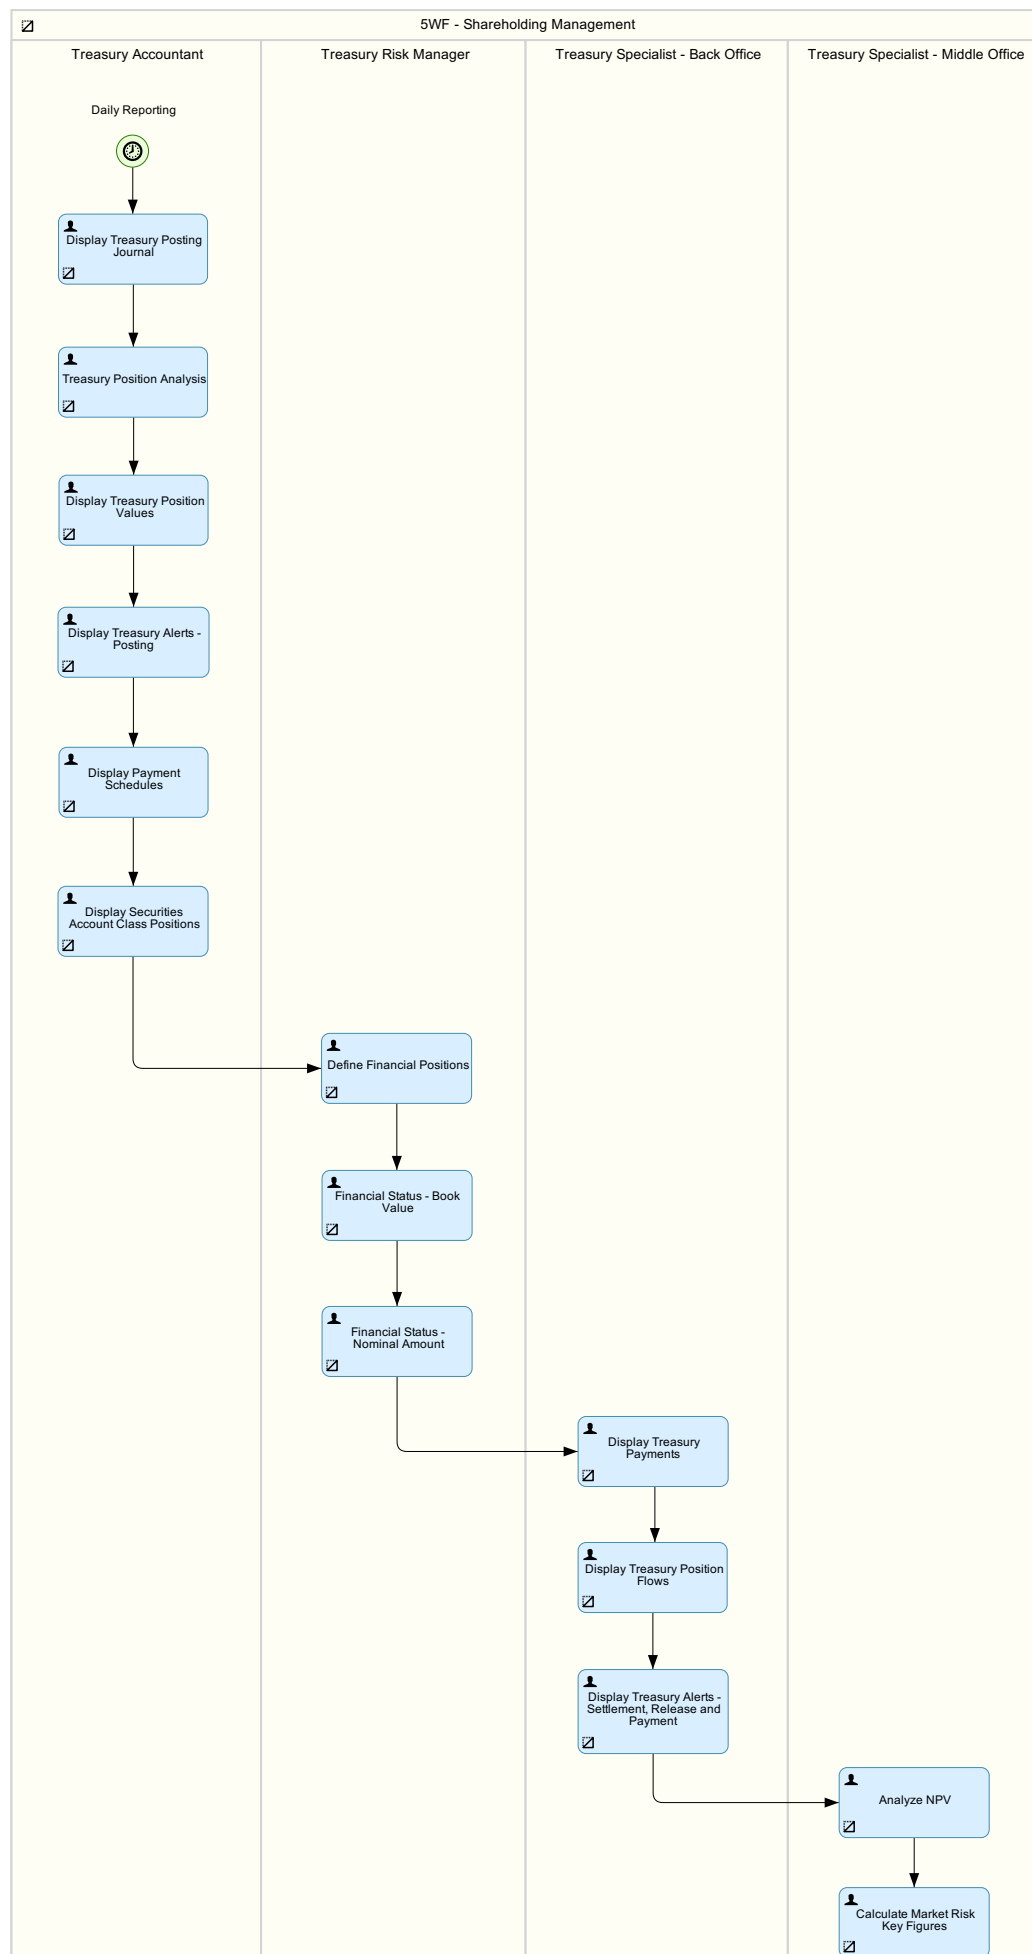 5WF - Shareholding Management
Treasury Accountant
Treasury Risk Manager
Treasury Specialist - Back Office
Treasury Specialist - Middle Office
Daily Reporting
Display Treasury Posting
Journal
Treasury Position Analysis
Display Treasury Position
Values
Display Treasury Alerts -
Posting
Display Payment
Schedules
Display Securities
Account Class Positions
Define Financial Positions
Financial Status - Book
Value
Financial Status -
Nominal Amount
Display Treasury
Payments
Display Treasury Position
Flows
Display Treasury Alerts -
Settlement, Release and
Payment
Analyze NPV
Calculate Market Risk
Key Figures